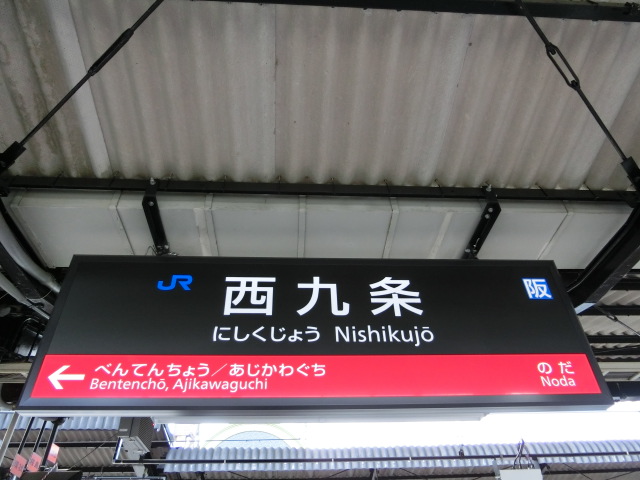 JR 西九条 阪
にしくじょう Nishikujō
← べんてんちょう／あじかわぐち のだ
Bentenchō, Ajikawaguchi Noda